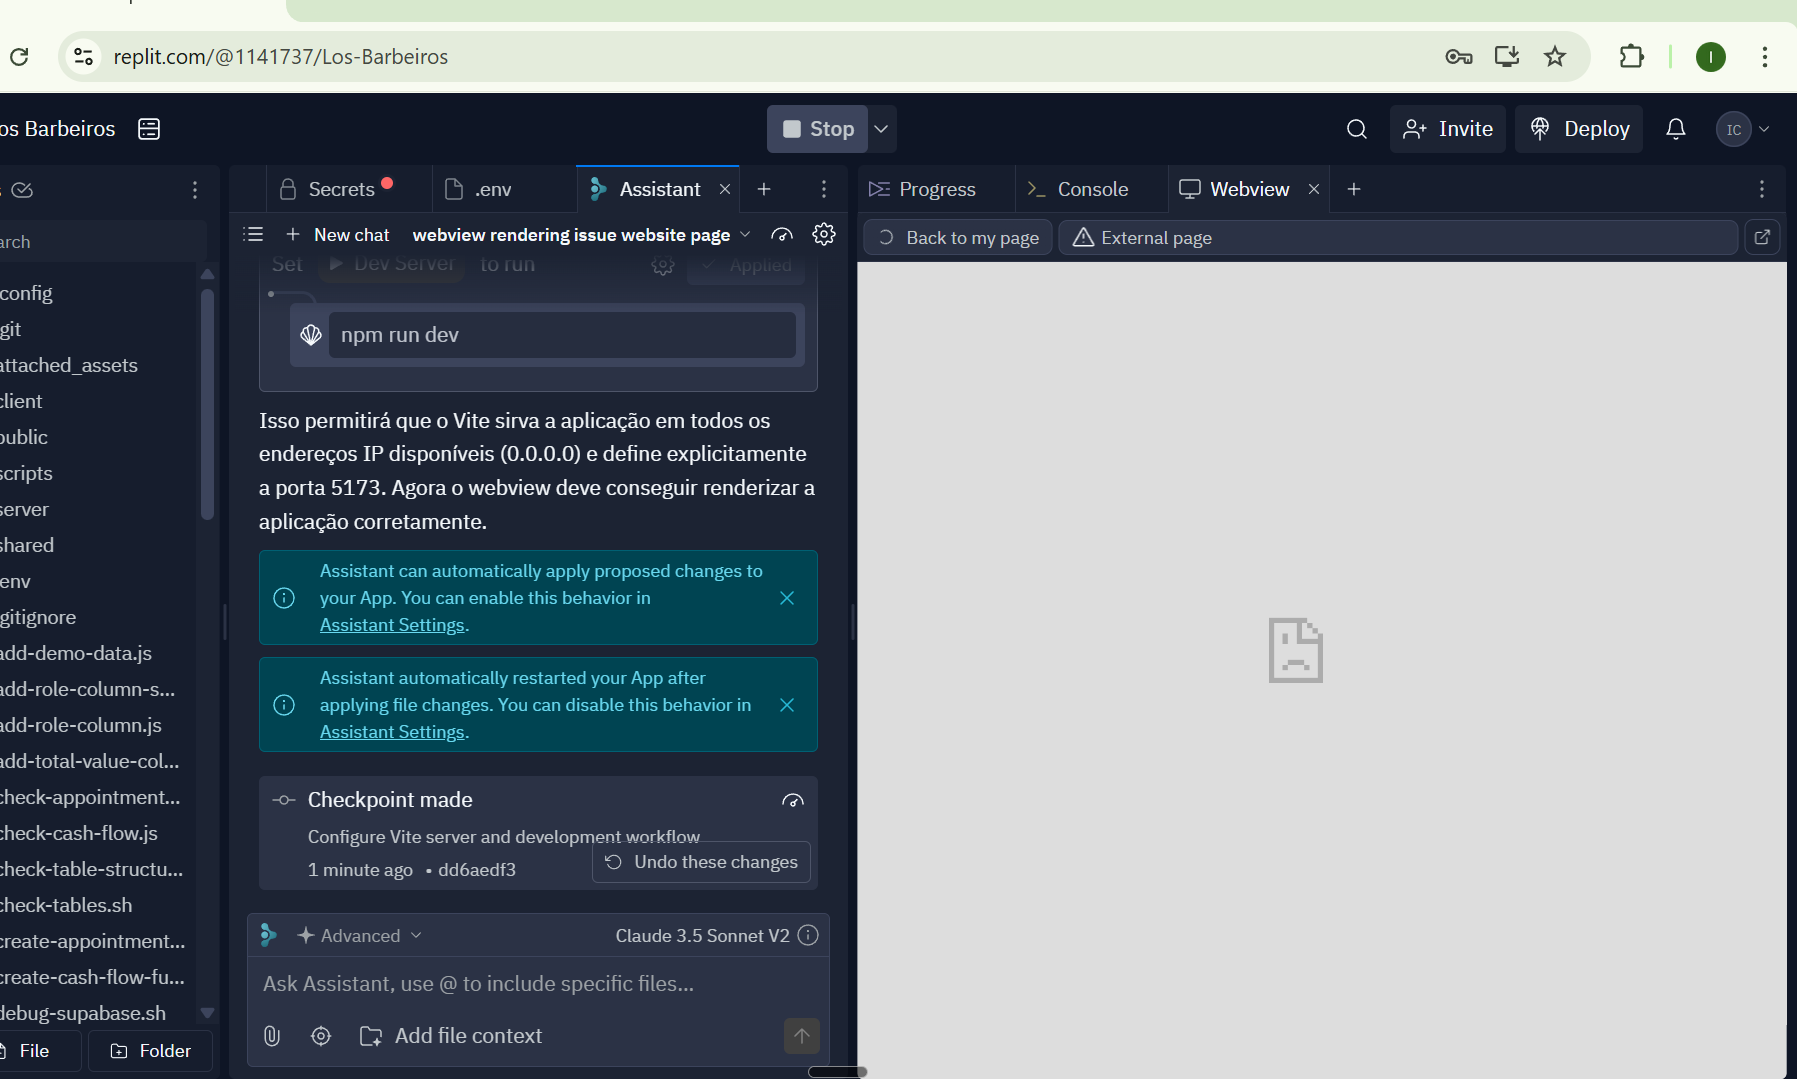 replit.com/@1141737/Los-Barbeiros
I
os Barbeiros
Stop
Invite
Deploy
IC
Secrets
.env
Assistant
Progress
Console
Webview
arch
New chat
webview rendering issue website page
Back to my page
External page
Set
Dev Server
to run
Applied
npm run dev
Isso permitirá que o Vite sirva a aplicação em todos os
endereços IP disponíveis (0.0.0.0) e define explicitamente
a porta 5173. Agora o webview deve conseguir renderizar a
aplicação corretamente.
Assistant can automatically apply proposed changes to
your App. You can enable this behavior in
Assistant Settings.
Assistant automatically restarted your App after
applying file changes. You can disable this behavior in
Assistant Settings.
Checkpoint made
Configure Vite server and development workflow
1 minute ago • dd6aedf3
Undo these changes
Advanced
Claude 3.5 Sonnet V2
Ask Assistant, use @ to include specific files...
Add file context
config
git
attached_assets
client
public
scripts
server
shared
env
gitignore
add-demo-data.js
add-role-column-s...
add-role-column.js
add-total-value-col...
check-appointment...
check-cash-flow.js
check-table-structu...
check-tables.sh
create-appointment...
create-cash-flow-fu...
debug-supabase.sh
File
Folder